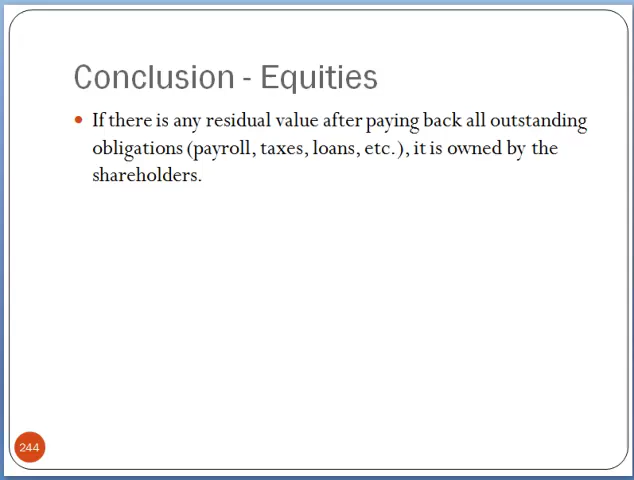 Conclusion - Equities
• If there is any residual value after paying back all outstanding
obligations (payroll, taxes, loans, etc.), it is owned by the
shareholders.
244